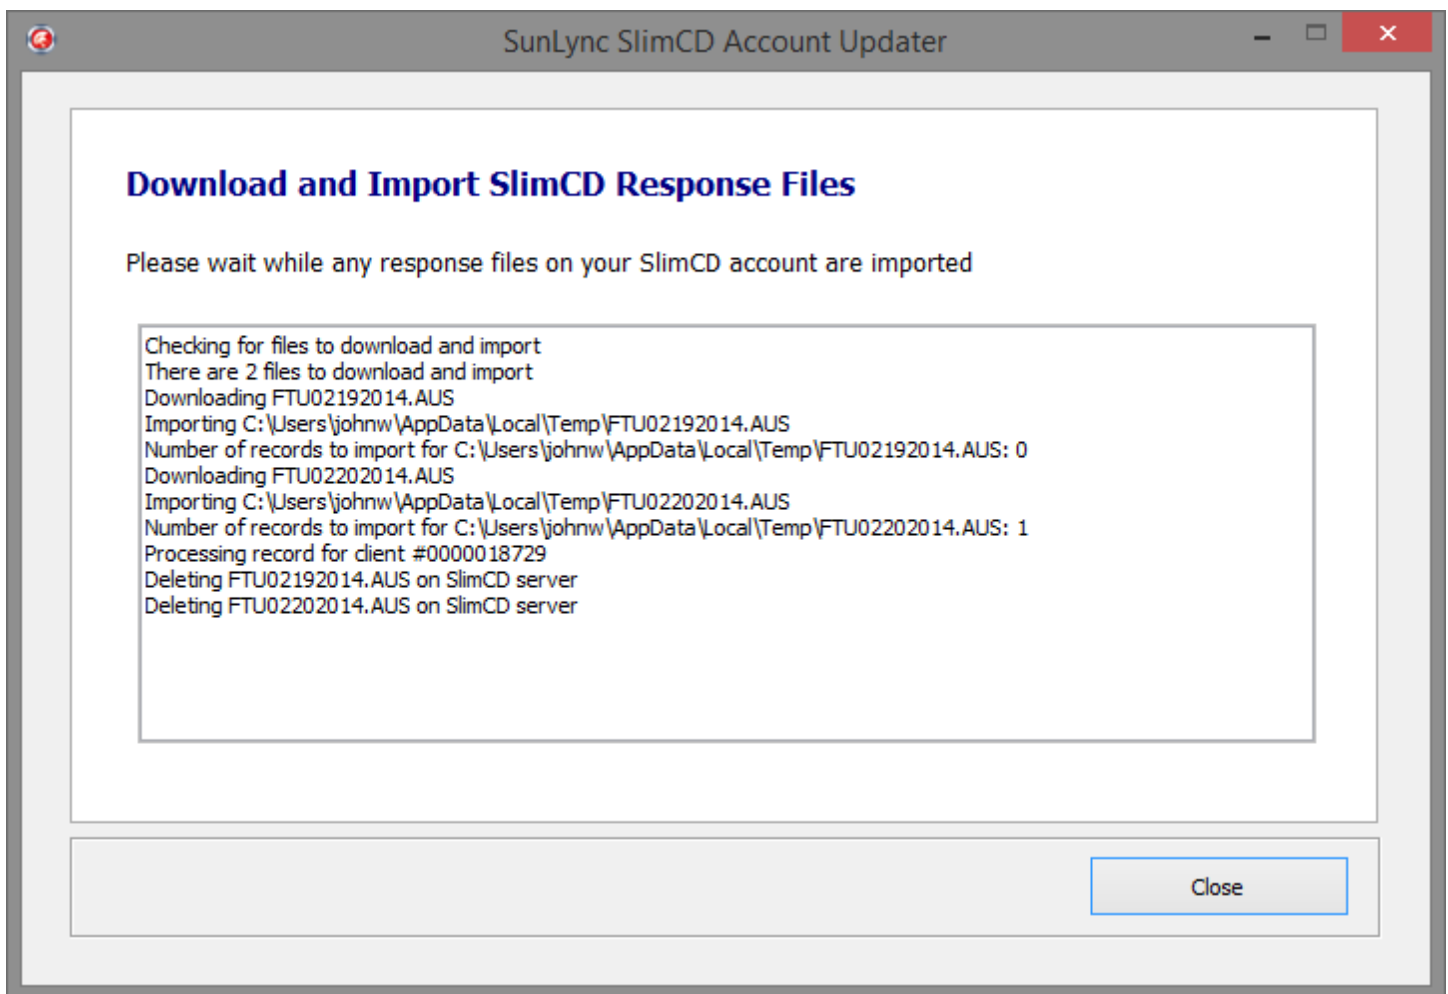 SunLync SlimCD Account Updater
Download and Import SlimCD Response Files
Please wait while any response files on your SlimCD account are imported
Checking for files to download and import
There are 2 files to download and import
Downloading FTU02192014.AUS
Importing C:\Users\johnw\AppData\Local\Temp\FTU02192014.AUS
Number of records to import for C:\Users\johnw\AppData\Local\Temp\FTU02192014.AUS: 0
Downloading FTU02202014.AUS
Importing C:\Users\johnw\AppData\Local\Temp\FTU02202014.AUS
Number of records to import for C:\Users\johnw\AppData\Local\Temp\FTU02202014.AUS: 1
Processing record for client #0000018729
Deleting FTU02192014.AUS on SlimCD server
Deleting FTU02202014.AUS on SlimCD server
Close